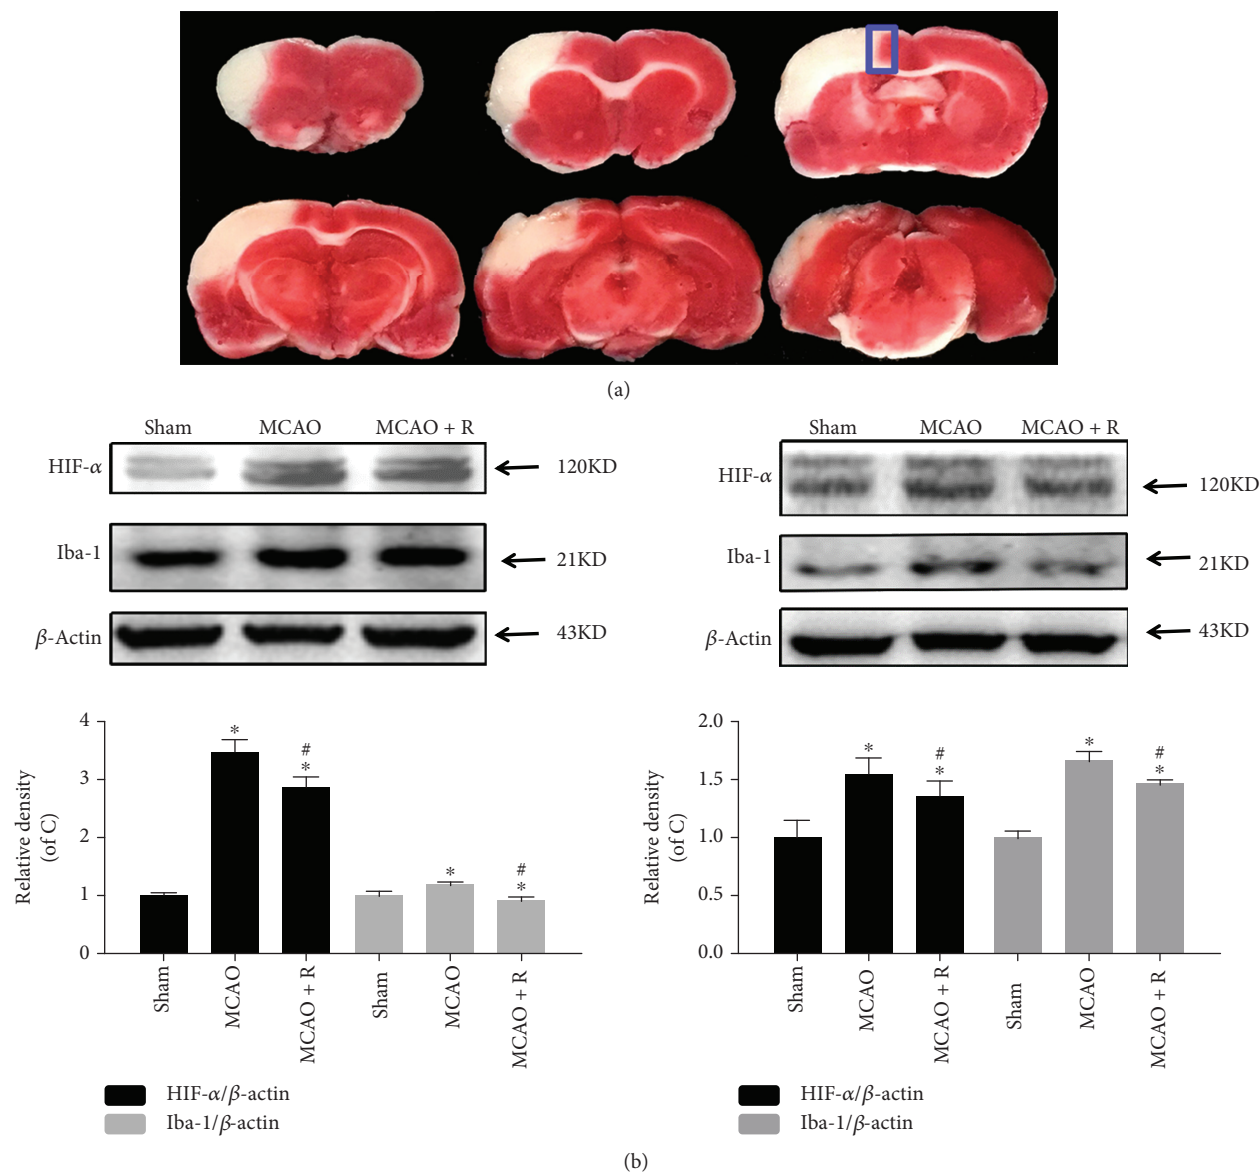 (a)
Sham MCAO MCAO + R
HIF-α 120KD
Iba-1 21KD
β-Actin 43KD
Sham MCAO MCAO + R
HIF-α 120KD
Iba-1 21KD
β-Actin 43KD
Relative density
(of C)
4
3
2
1
0
* # * * # *
Sham MCAO MCAO + R Sham MCAO MCAO + R
HIF-α/β-actin
Iba-1/β-actin
Relative density
(of C)
2.0
1.5
1.0
0.5
0.0
* # * * # *
Sham MCAO MCAO + R Sham MCAO MCAO + R
HIF-α/β-actin
Iba-1/β-actin
(b)